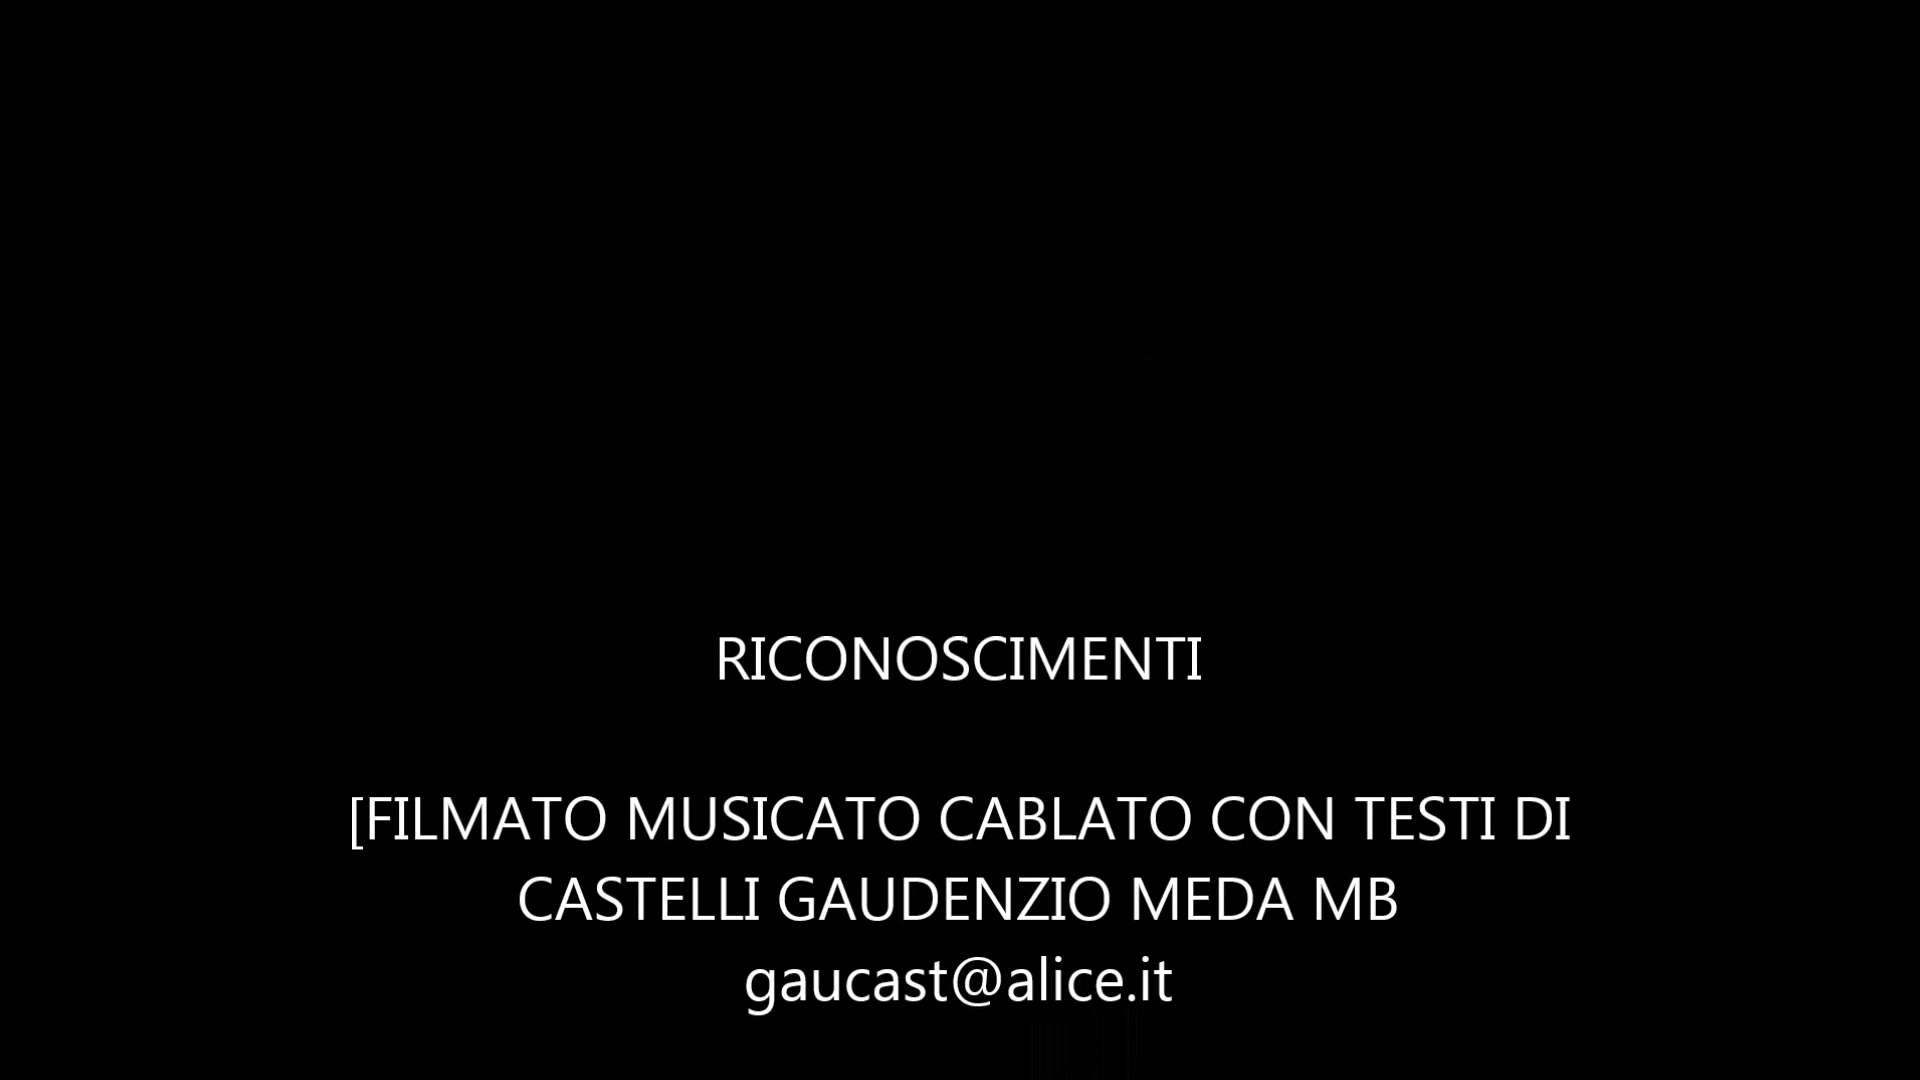 RICONOSCIMENTI
[FILMATO MUSICATO CABLATO CON TESTI DI
CASTELLI GAUDENZIO MEDA MB
gaucast@alice.it